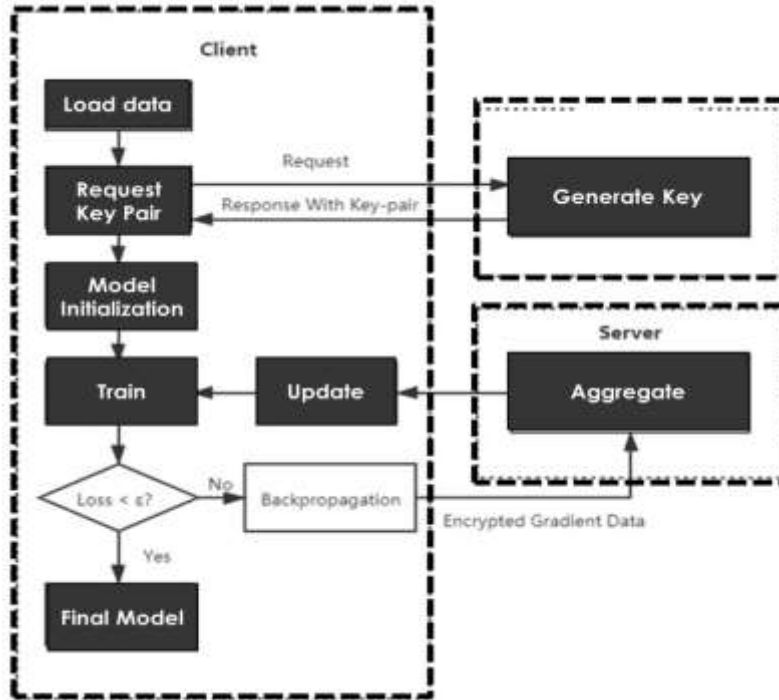 Client
Load data
Request
Request
Key Pair
Response With Key-pair
Generate Key
Model
Initialization
Server
Train
Update
Aggregate
Loss < ε?
No
Backpropagation
Encrypted Gradient Data
Yes
Final Model